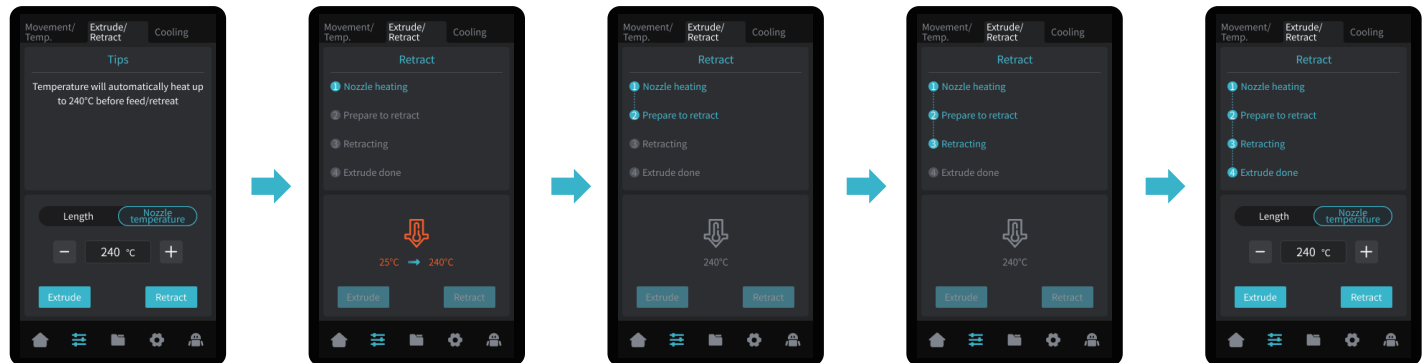 Movement/ Temp.
Extrude/ Retract
Cooling
Tips
Temperature will automatically heat up
to 240°C before feed/retreat
Length
Nozzle temperature
− 240 °C +
Extrude
Retract
Movement/ Temp.
Extrude/ Retract
Cooling
Retract
1 Nozzle heating
2 Prepare to retract
3 Retracting
4 Extrude done
25°C 240°C
Extrude
Retract
Movement/ Temp.
Extrude/ Retract
Cooling
Retract
1 Nozzle heating
2 Prepare to retract
3 Retracting
4 Extrude done
240°C
Extrude
Retract
Movement/ Temp.
Extrude/ Retract
Cooling
Retract
1 Nozzle heating
2 Prepare to retract
3 Retracting
4 Extrude done
240°C
Extrude
Retract
Movement/ Temp.
Extrude/ Retract
Cooling
Retract
1 Nozzle heating
2 Prepare to retract
3 Retracting
4 Extrude done
Length
Nozzle temperature
− 240 °C +
Extrude
Retract